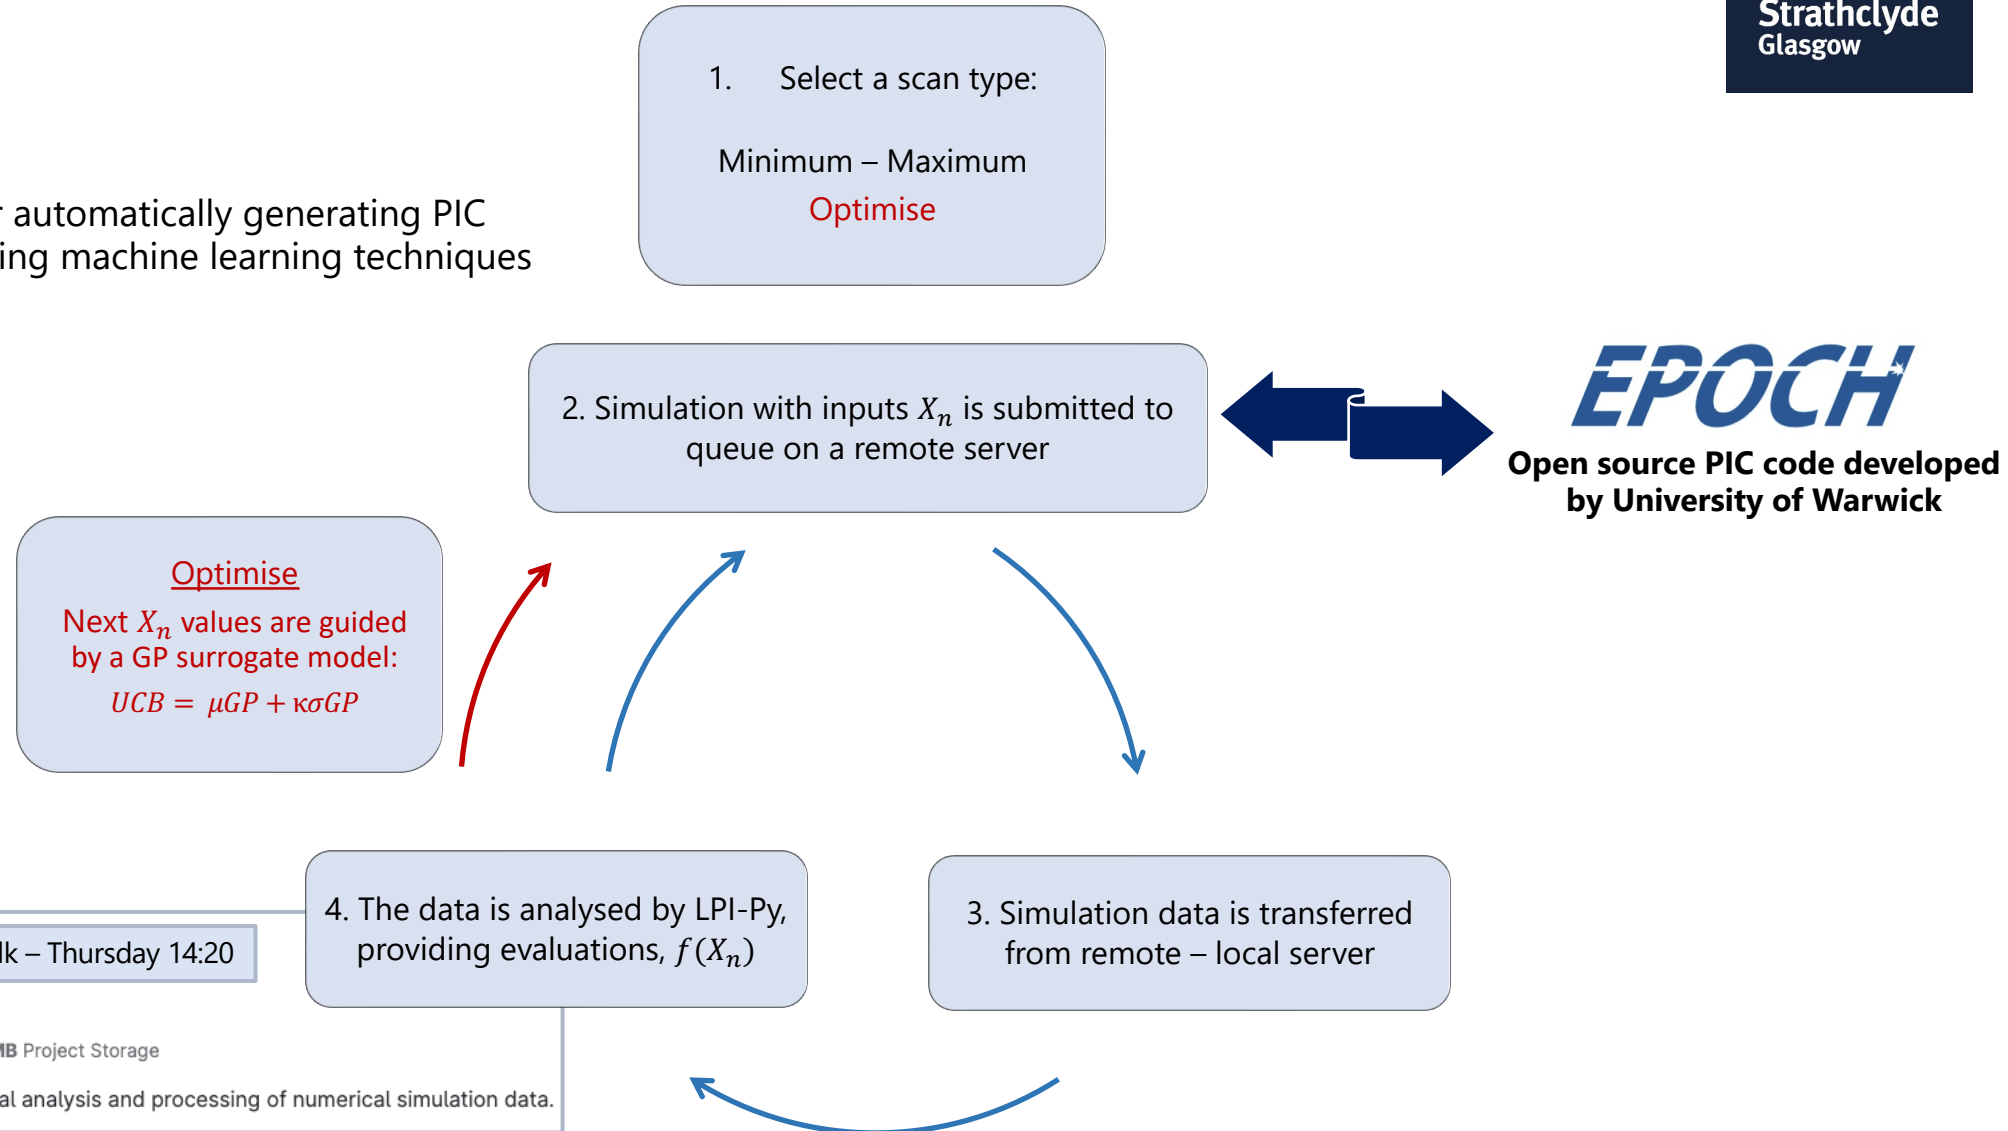 Strathclyde
Glasgow
1. Select a scan type:
Minimum – Maximum
Optimise
automatically generating PIC
machine learning techniques
2. Simulation with inputs Xₙ is submitted to
queue on a remote server
EPOCH
Open source PIC code developed
by University of Warwick
Optimise
Next Xₙ values are guided
by a GP surrogate model:
UCB = μGP + κσGP
4. The data is analysed by LPI-Py,
providing evaluations, f(Xₙ)
3. Simulation data is transferred
from remote – local server
– Thursday 14:20
MB Project Storage
analysis and processing of numerical simulation data.